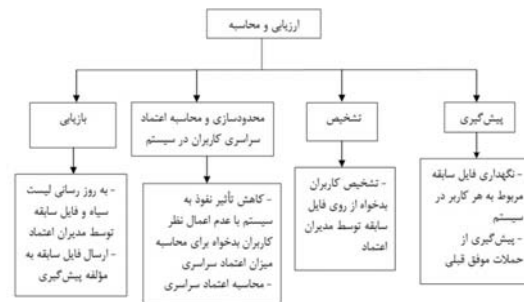 ارزیابی و محاسبه
پیش‌گیری
- نگهداری فایل سابقه
مربوط به هر کاربر در
سیستم
- پیش‌گیری از
حملات موفق قبلی
تشخیص
- تشخیص کاربران
بدخواه از روی فایل
سابقه توسط مدیران
اعتماد
محدودسازی و محاسبه اعتماد
سراسری کاربران در سیستم
- کاهش تأثیر نفوذ به
سیستم با عدم اعمال نظر
کاربران بدخواه برای محاسبه
میزان اعتماد سراسری
- محاسبه اعتماد سراسری
بازیابی
- به روز رسانی لیست
سیاه و فایل سابقه
توسط مدیران اعتماد
- ارسال فایل سابقه به
مؤلفه پیش‌گیری